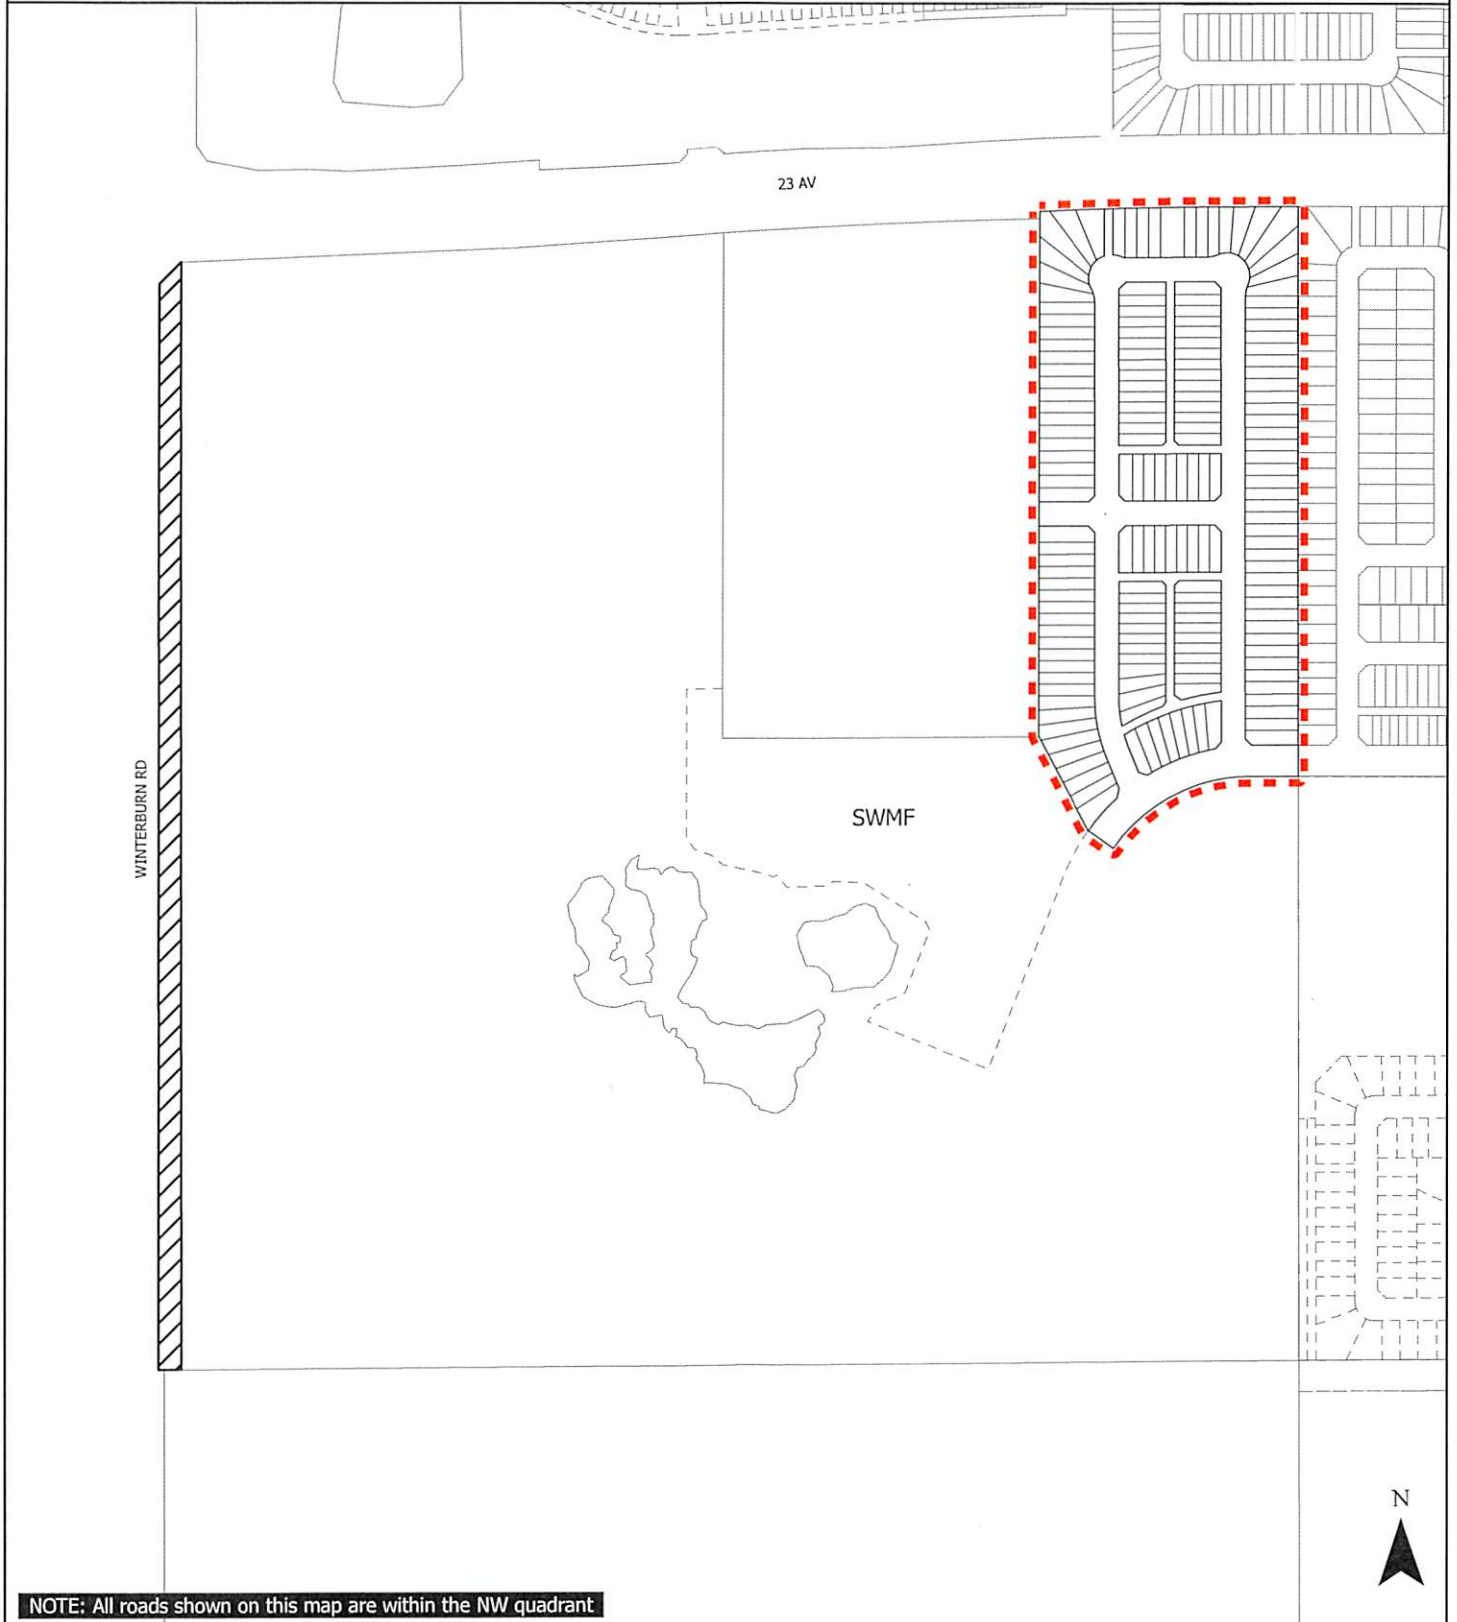 23 AV
WINTERBURN RD
SWMF
N
NOTE: All roads shown on this map are within the NW quadrant